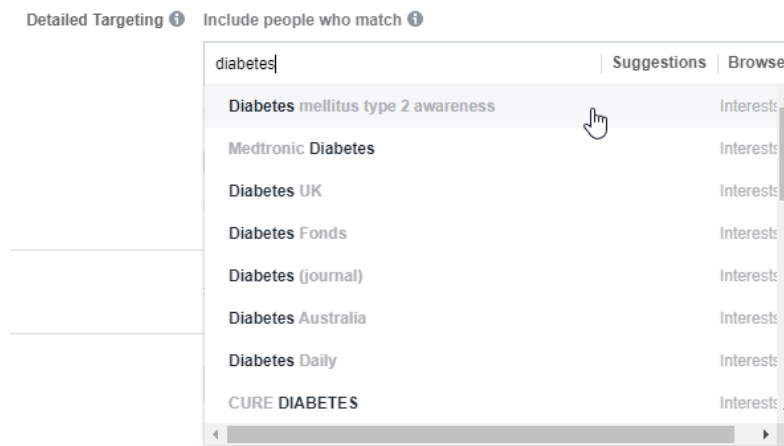 Detailed Targeting Include people who match
diabetes Suggestions Browse
Diabetes mellitus type 2 awareness Interests
Medtronic Diabetes Interests
Diabetes UK Interests
Diabetes Fonds Interests
Diabetes (journal) Interests
Diabetes Australia Interests
Diabetes Daily Interests
CURE DIABETES Interests